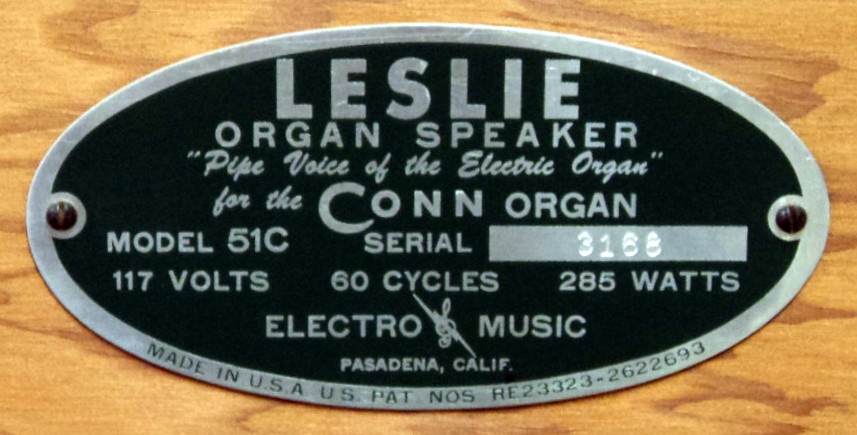 LESLIE
ORGAN SPEAKER
"Pipe Voice of the Electric Organ"
for the CONN ORGAN
MODEL 51C SERIAL 3168
117 VOLTS 60 CYCLES 285 WATTS
ELECTRO MUSIC
PASADENA, CALIF.
MADE IN U.S.A U.S. PAT NOS RE23323-2622693